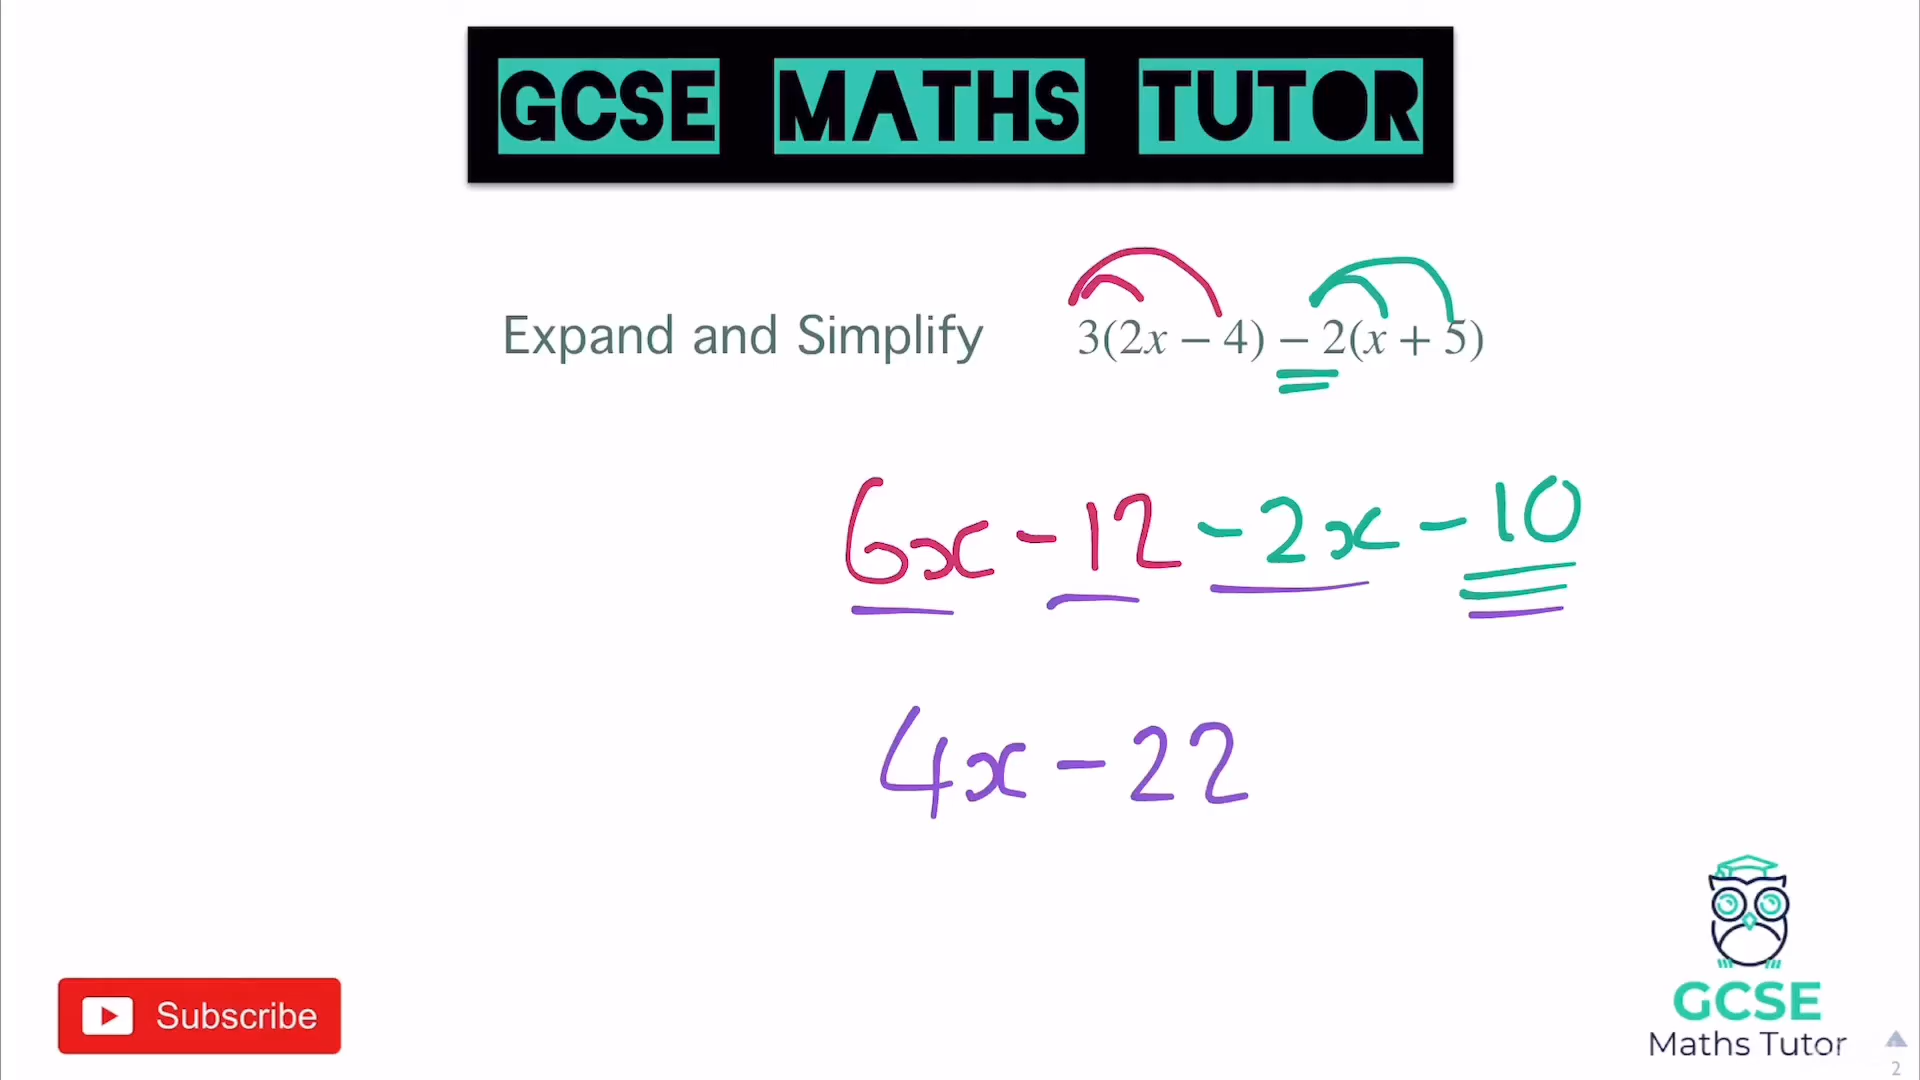 GCSE MATHS TUTOR
Expand and Simplify 3(2x − 4) − 2(x + 5)
6x − 12 − 2x − 10
4x − 22
Subscribe
GCSE
Maths Tutor
2